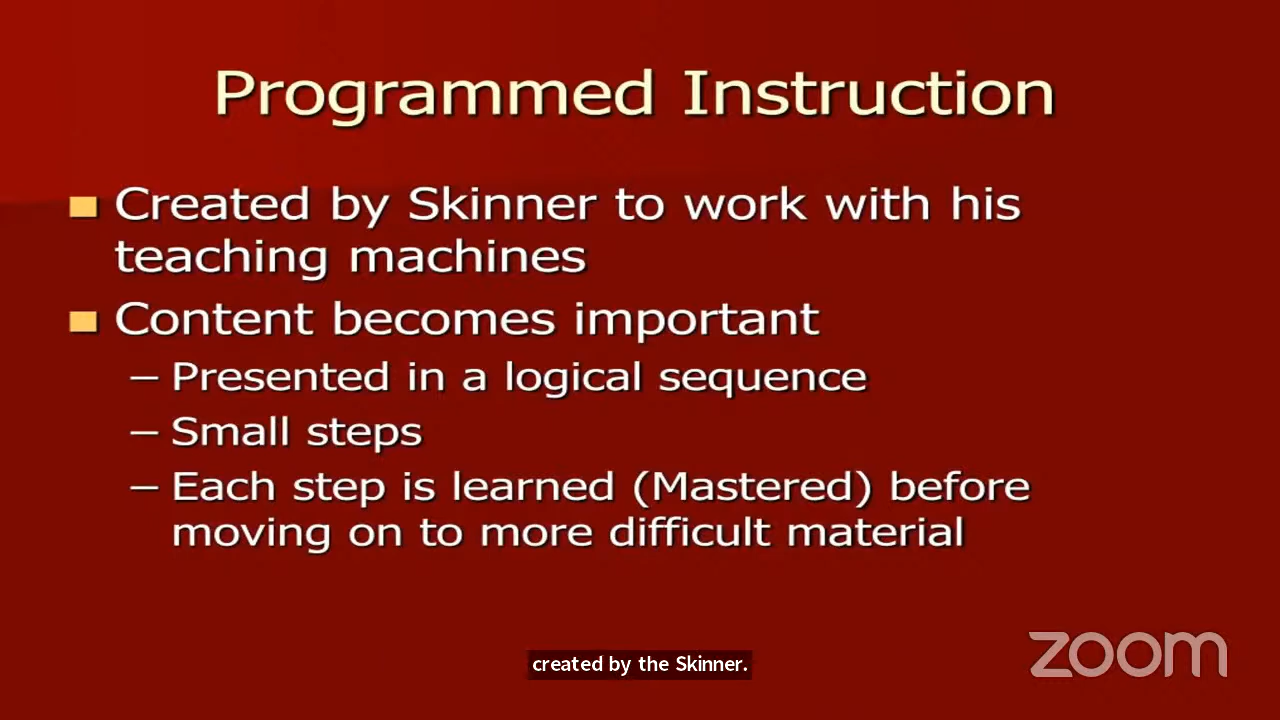 Programmed Instruction
Created by Skinner to work with his
teaching machines
Content becomes important
– Presented in a logical sequence
– Small steps
– Each step is learned (Mastered) before
moving on to more difficult material
created by the Skinner.
zoom